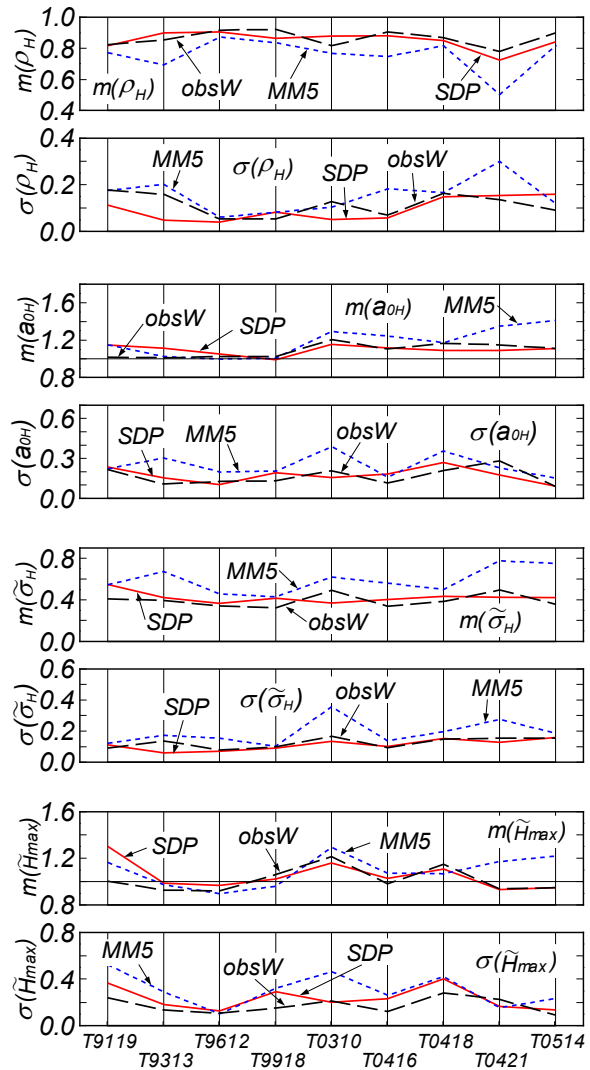 1.0
0.8
0.6
0.4
m(ρH)
m(ρH)
obsW
MM5
SDP
0.4
0.2
0.0
σ(ρH)
MM5
σ(ρH)
SDP
obsW
1.6
1.2
0.8
m(a0H)
obsW
SDP
m(a0H)
MM5
0.6
0.3
0.0
σ(a0H)
SDP
MM5
obsW
σ(a0H)
0.8
0.4
0.0
m(σ̃H)
SDP
MM5
obsW
m(σ̃H)
0.6
0.4
0.2
0.0
σ(σ̃H)
SDP
σ(σ̃H)
obsW
MM5
1.6
1.2
0.8
m(H̃max)
SDP
obsW
MM5
m(H̃max)
0.8
0.4
0.0
σ(H̃max)
MM5
obsW
SDP
σ(H̃max)
T9119 T9612 T0310 T0418 T0514
T9313 T9918 T0416 T0421